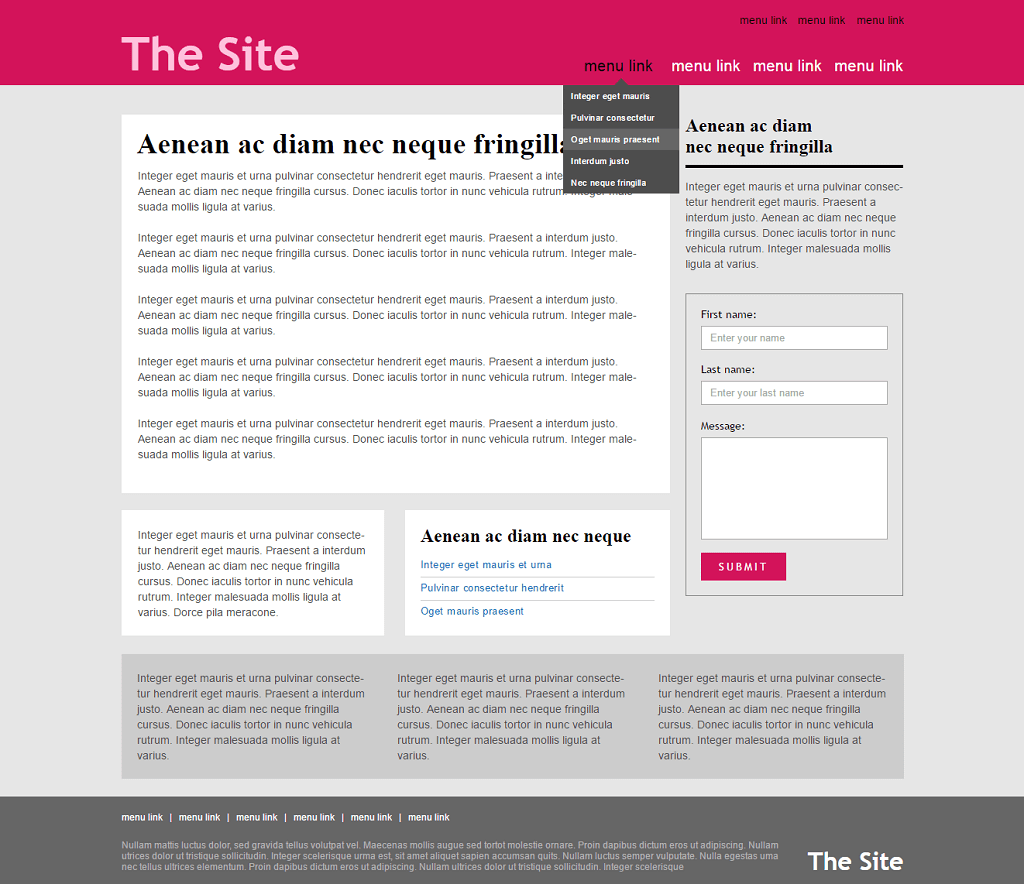 menu link menu link menu link
The Site
menu link menu link menu link menu link
Integer eget mauris
Pulvinar consectetur
Oget mauris praesent
Interdum justo
Nec neque fringilla
Aenean ac diam nec neque fringilla
Integer eget mauris et urna pulvinar consectetur hendrerit eget mauris. Praesent a
Aenean ac diam nec neque fringilla cursus. Donec iaculis tortor in nunc vehicula rutrum. Integer male-
suada mollis ligula at varius.
Integer eget mauris et urna pulvinar consectetur hendrerit eget mauris. Praesent a interdum justo.
Aenean ac diam nec neque fringilla cursus. Donec iaculis tortor in nunc vehicula rutrum. Integer male-
suada mollis ligula at varius.
Integer eget mauris et urna pulvinar consectetur hendrerit eget mauris. Praesent a interdum justo.
Aenean ac diam nec neque fringilla cursus. Donec iaculis tortor in nunc vehicula rutrum. Integer male-
suada mollis ligula at varius.
Integer eget mauris et urna pulvinar consectetur hendrerit eget mauris. Praesent a interdum justo.
Aenean ac diam nec neque fringilla cursus. Donec iaculis tortor in nunc vehicula rutrum. Integer male-
suada mollis ligula at varius.
Integer eget mauris et urna pulvinar consectetur hendrerit eget mauris. Praesent a interdum justo.
Aenean ac diam nec neque fringilla cursus. Donec iaculis tortor in nunc vehicula rutrum. Integer male-
suada mollis ligula at varius.
Aenean ac diam
nec neque fringilla
Integer eget mauris et urna pulvinar consec-
tetur hendrerit eget mauris. Praesent a
interdum justo. Aenean ac diam nec neque
fringilla cursus. Donec iaculis tortor in nunc
vehicula rutrum. Integer malesuada mollis
ligula at varius.
First name:
Enter your name
Last name:
Enter your last name
Message:
SUBMIT
Integer eget mauris et urna pulvinar consecte-
tur hendrerit eget mauris. Praesent a interdum
justo. Aenean ac diam nec neque fringilla
cursus. Donec iaculis tortor in nunc vehicula
rutrum. Integer malesuada mollis ligula at
varius. Dorce pila meracone.
Aenean ac diam nec neque
Integer eget mauris et urna
Pulvinar consectetur hendrerit
Oget mauris praesent
Integer eget mauris et urna pulvinar consecte-
tur hendrerit eget mauris. Praesent a interdum
justo. Aenean ac diam nec neque fringilla
cursus. Donec iaculis tortor in nunc vehicula
rutrum. Integer malesuada mollis ligula at
varius.
Integer eget mauris et urna pulvinar consecte-
tur hendrerit eget mauris. Praesent a interdum
justo. Aenean ac diam nec neque fringilla
cursus. Donec iaculis tortor in nunc vehicula
rutrum. Integer malesuada mollis ligula at
varius.
Integer eget mauris et urna pulvinar consecte-
tur hendrerit eget mauris. Praesent a interdum
justo. Aenean ac diam nec neque fringilla
cursus. Donec iaculis tortor in nunc vehicula
rutrum. Integer malesuada mollis ligula at
varius.
menu link | menu link | menu link | menu link | menu link | menu link
Nullam mattis luctus dolor, sed gravida tellus volutpat vel. Maecenas mollis augue sed tortot molestie ornare. Proin dapibus dictum eros ut adipiscing. Nullam
utrices dolor ut tristique sollicitudin. Integer scelerisque urma est, sit amet aliquet sapien accumsan quits. Nullam luctus semper vulputate. Nulla egestas uma
nec tellus ultrices elementum. Proin dapibus dictum eros ut adipiscing. Nullam ultrices dolor ut tristique sollicitudin. Integer scelerisque
The Site